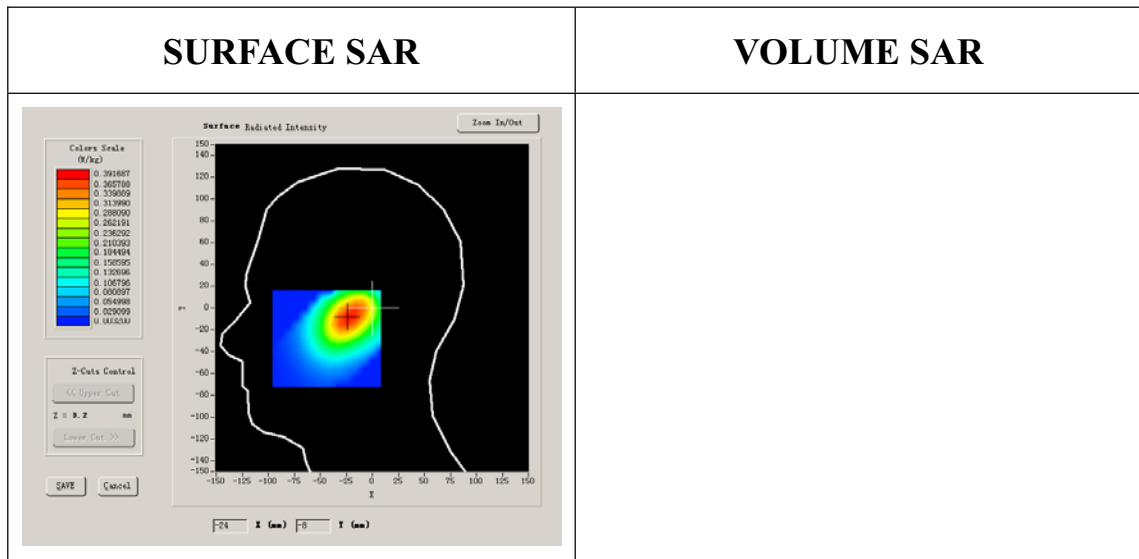 SURFACE SAR
VOLUME SAR
Surface Radiated Intensity
Zoom In/Out
Colors Scale
(W/kg)
0.391687
0.365788
0.339889
0.313990
0.288090
0.262191
0.236292
0.210393
0.184494
0.158595
0.132696
0.106796
0.080897
0.054998
0.029099
Z-Cuts Control
<< Upper Cut
Z = 9.2 mm
Lower Cut >>
SAVE
Cancel
150
140
120
100
80
60
40
20
0
-20
-40
-60
-80
-100
-120
-140
-150
-150 -125 -100 -75 -50 -25 0 25 50 75 100 125 150
X
-24 X (mm) -8 Y (mm)